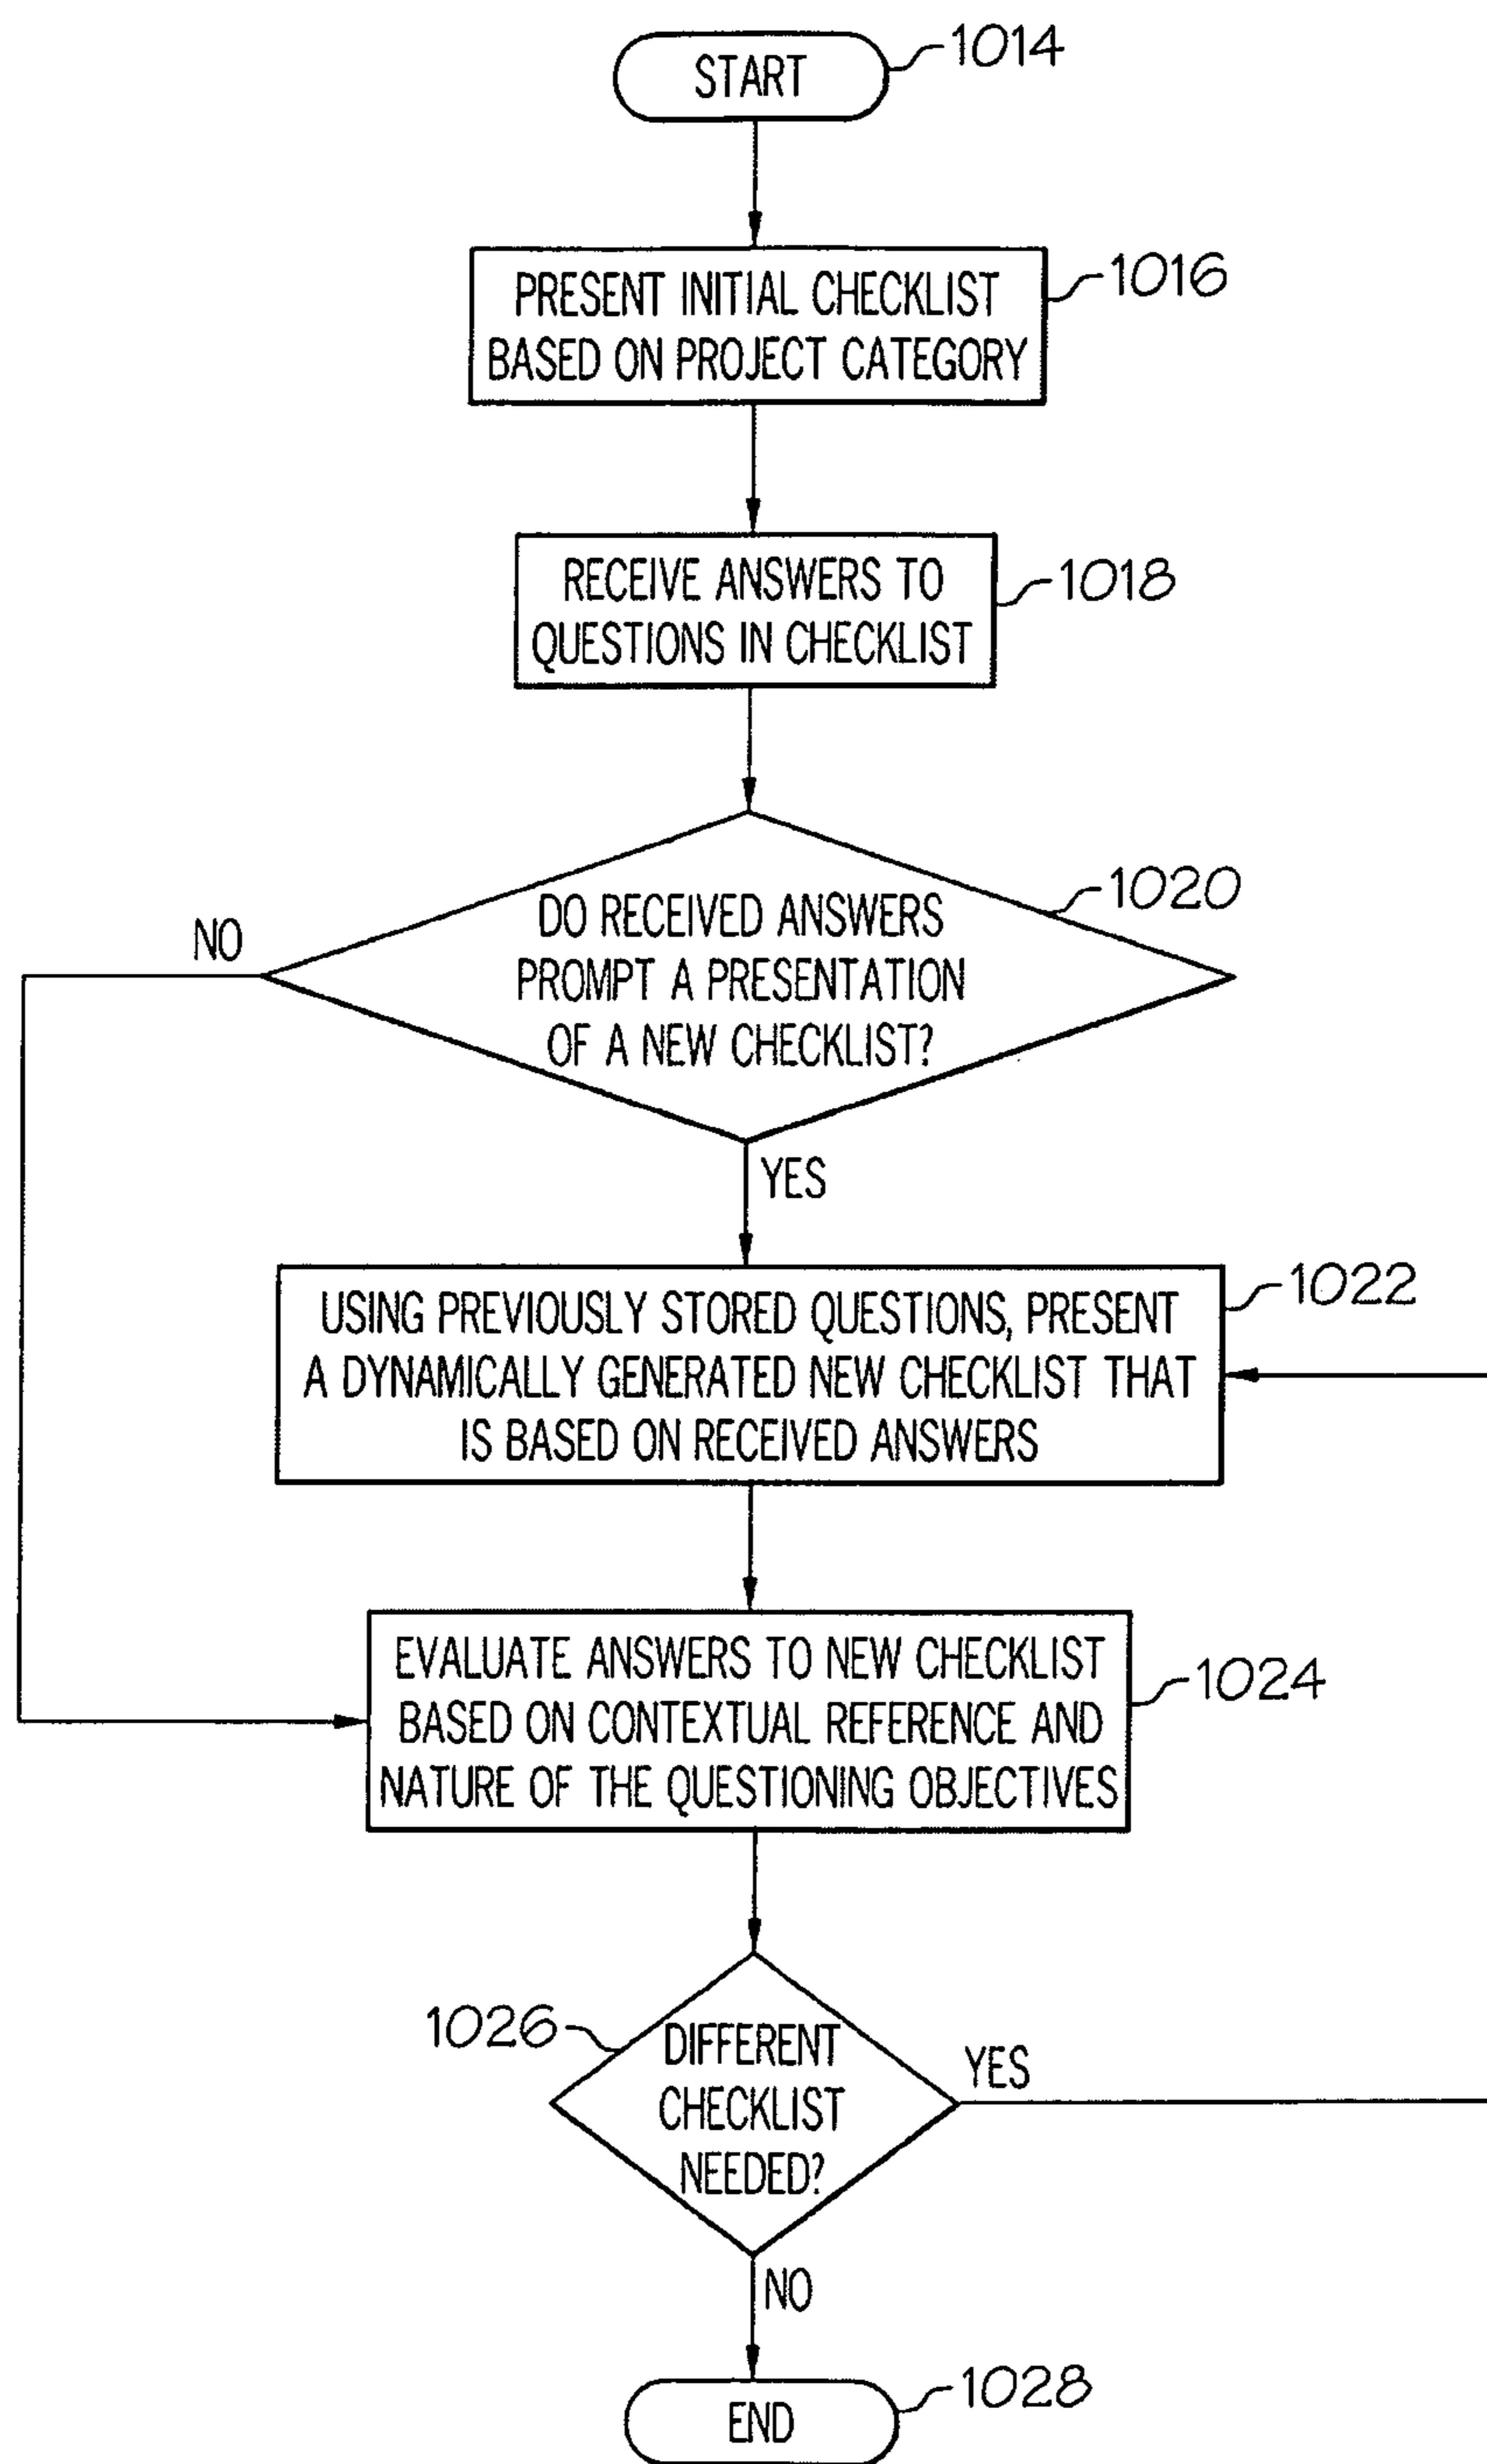 START
1014
PRESENT INITIAL CHECKLIST
BASED ON PROJECT CATEGORY
1016
RECEIVE ANSWERS TO
QUESTIONS IN CHECKLIST
1018
DO RECEIVED ANSWERS
PROMPT A PRESENTATION
OF A NEW CHECKLIST?
1020
NO
YES
USING PREVIOUSLY STORED QUESTIONS, PRESENT
A DYNAMICALLY GENERATED NEW CHECKLIST THAT
IS BASED ON RECEIVED ANSWERS
1022
EVALUATE ANSWERS TO NEW CHECKLIST
BASED ON CONTEXTUAL REFERENCE AND
NATURE OF THE QUESTIONING OBJECTIVES
1024
1026
DIFFERENT
CHECKLIST
NEEDED?
YES
NO
END
1028